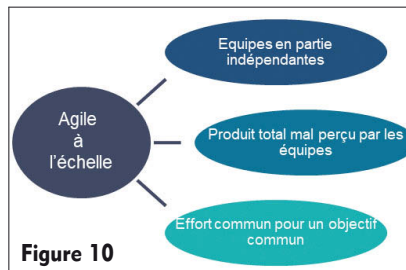 Equipes en partie
indépendantes
Agile
à
l'échelle
Produit total mal perçu par les
équipes
Effort commun pour un objectif
commun
Figure 10